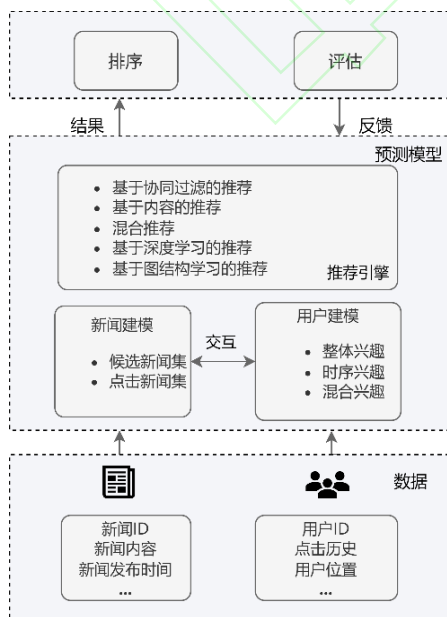 排序
评估
结果
反馈
预测模型
• 基于协同过滤的推荐
• 基于内容的推荐
• 混合推荐
• 基于深度学习的推荐
• 基于图结构学习的推荐
推荐引擎
新闻建模
• 候选新闻集
• 点击新闻集
交互
用户建模
• 整体兴趣
• 时序兴趣
• 混合兴趣
数据
新闻ID
新闻内容
新闻发布时间
...
用户ID
点击历史
用户位置
...